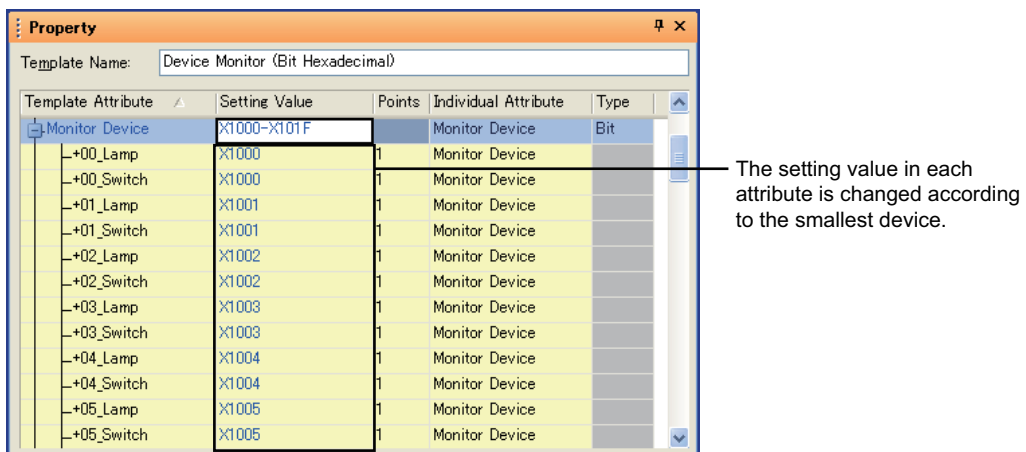 Property
Template Name: Device Monitor (Bit Hexadecimal)
Template Attribute Setting Value Points Individual Attribute Type
Monitor Device X1000-X101F Monitor Device Bit
+00_Lamp X1000 1 Monitor Device
+00_Switch X1000 1 Monitor Device
+01_Lamp X1001 1 Monitor Device
+01_Switch X1001 1 Monitor Device
+02_Lamp X1002 1 Monitor Device
+02_Switch X1002 1 Monitor Device
+03_Lamp X1003 1 Monitor Device
+03_Switch X1003 1 Monitor Device
+04_Lamp X1004 1 Monitor Device
+04_Switch X1004 1 Monitor Device
+05_Lamp X1005 1 Monitor Device
+05_Switch X1005 1 Monitor Device
The setting value in each
attribute is changed according
to the smallest device.